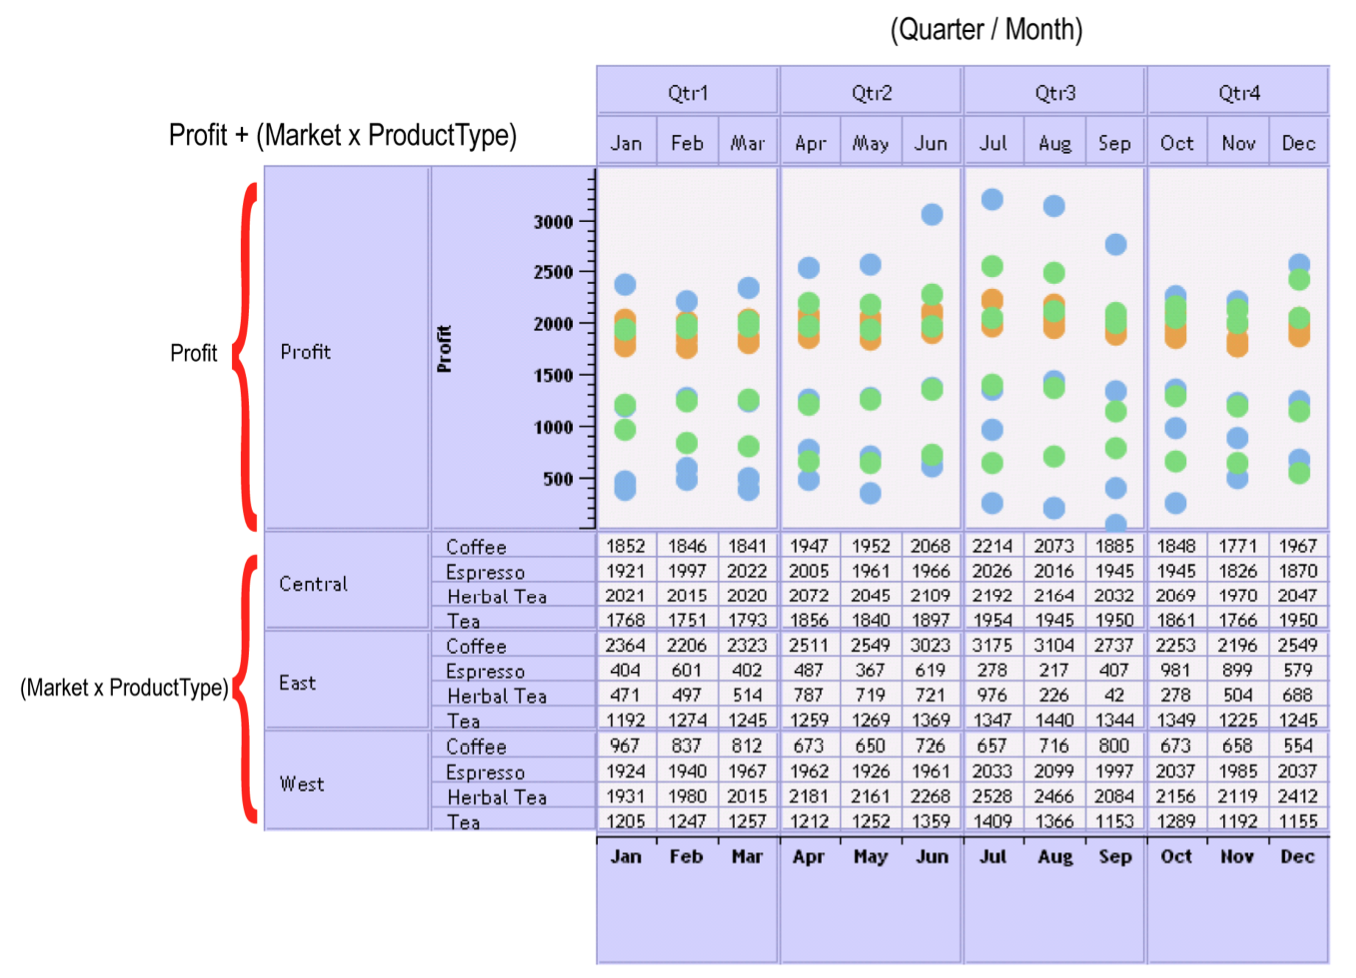 (Quarter / Month)
Qtr1 Qtr2 Qtr3 Qtr4
Profit + (Market x ProductType)
Jan Feb Mar Apr May Jun Jul Aug Sep Oct Nov Dec
3000
2500
2000
Profit
Profit Profit
1500
1000
500
Coffee 1852 1846 1841 1947 1952 2068 2214 2073 1885 1848 1771 1967
Espresso 1921 1997 2022 2005 1961 1966 2026 2016 1945 1945 1826 1870
Central
Herbal Tea 2021 2015 2020 2072 2045 2109 2192 2164 2032 2069 1970 2047
Tea 1768 1751 1793 1856 1840 1897 1954 1945 1950 1861 1766 1950
Coffee 2364 2206 2323 2511 2549 3023 3175 3104 2737 2253 2196 2549
Espresso 404 601 402 487 367 619 278 217 407 981 899 579
(Market x ProductType) East
Herbal Tea 471 497 514 787 719 721 976 226 42 278 504 688
Tea 1192 1274 1245 1259 1269 1369 1347 1440 1344 1349 1225 1245
Coffee 967 837 812 673 650 726 657 716 800 673 658 554
Espresso 1924 1940 1967 1962 1926 1961 2033 2099 1997 2037 1985 2037
West
Herbal Tea 1931 1980 2015 2181 2161 2268 2528 2466 2084 2156 2119 2412
Tea 1205 1247 1257 1212 1252 1359 1409 1366 1153 1289 1192 1155
Jan Feb Mar Apr May Jun Jul Aug Sep Oct Nov Dec